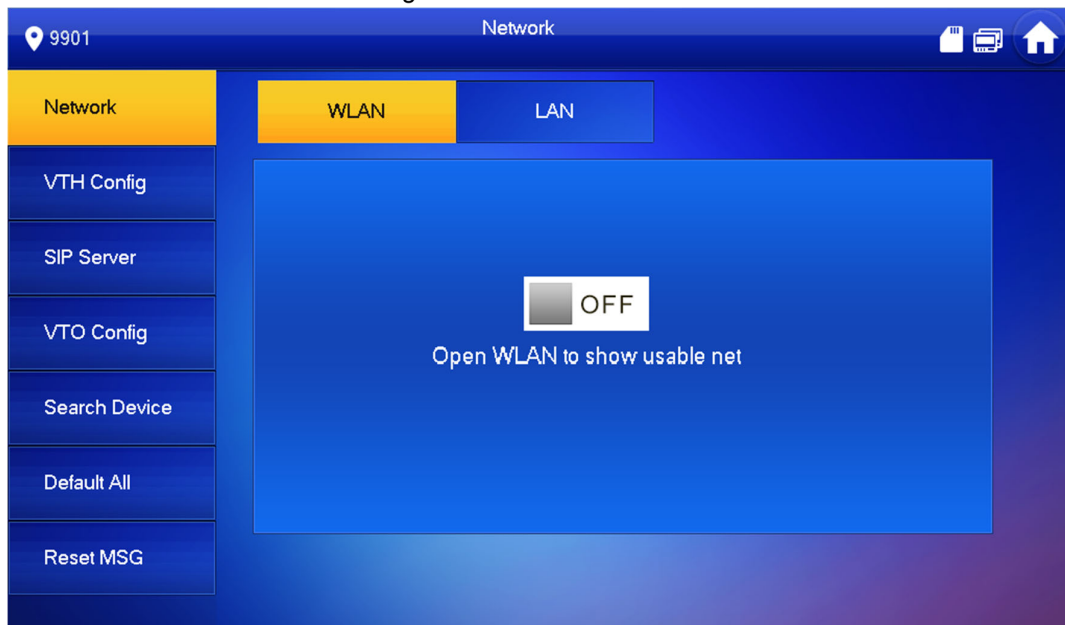 9901
Network
Network
WLAN
LAN
VTH Config
SIP Server
VTO Config
Search Device
Default All
Reset MSG
OFF
Open WLAN to show usable net